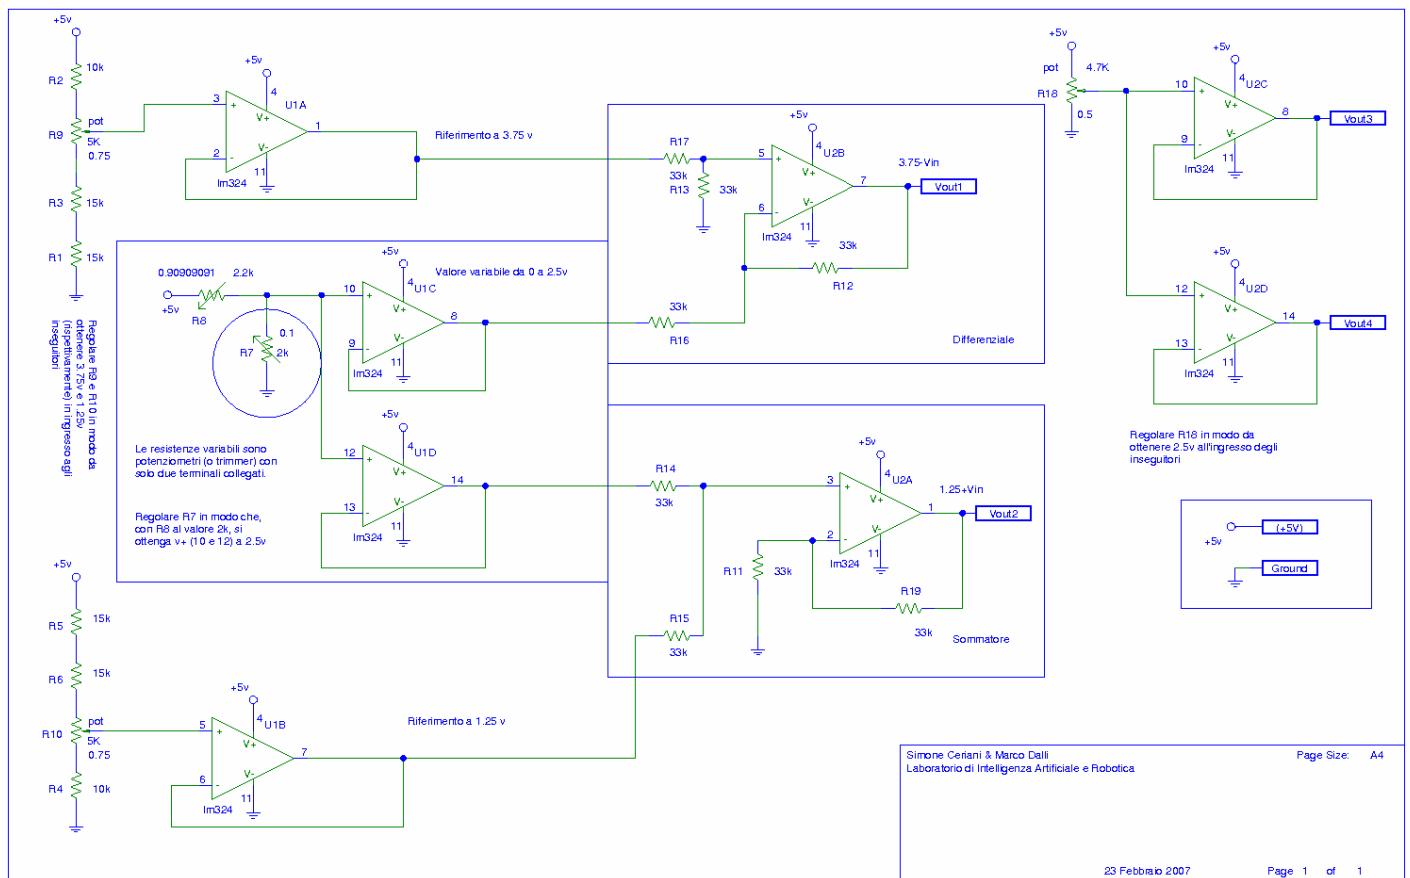 +5v
R2
10k
R9
pot
5K
0.75
R3
15k
R1
15k
+5v
4
U1A
3
+
V+
1
2
-
V-
11
lm324
Riferimento a 3.75 v
R17
33k
R13
33k
+5v
4
U2B
5
+
V+
7
6
-
V-
11
lm324
3.75-Vin
Vout1
33k
R12
33k
R16
Differenziale
+5v
pot
4.7K
R18
0.5
+5v
4
U2C
10
+
V+
8
9
-
V-
11
lm324
Vout3
+5v
4
U2D
12
+
V+
14
13
-
V-
11
lm324
Vout4
Regolare R18 in modo da
ottenere 2.5v all'ingresso degli
inseguitori
Regolare R9 e R10 in modo da
ottenere 3.75v e 1.25v
(rispettivamente) in ingresso agli
inseguitori
0.90909091
2.2k
+5v
R8
0.1
R7
2k
+5v
4
U1C
10
+
V+
8
9
-
V-
11
lm324
Valore variabile da 0 a 2.5v
+5v
4
U1D
12
+
V+
14
13
-
V-
11
lm324
Le resistenze variabili sono
potenziometri (o trimmer) con
solo due terminali collegati.
Regolare R7 in modo che,
con R8 al valore 2k, si
ottenga v+ (10 e 12) a 2.5v
R14
33k
+5v
4
U2A
3
+
V+
1
2
-
V-
11
lm324
1.25+Vin
Vout2
R11
33k
R19
33k
R15
33k
Sommatore
+5v
(+5V)
Ground
+5v
R5
15k
R6
15k
R10
pot
5K
0.75
R4
10k
+5v
4
U1B
5
+
V+
7
6
-
V-
11
lm324
Riferimento a 1.25 v
Simone Ceriani & Marco Dalli
Page Size: A4
Laboratorio di Intelligenza Artificiale e Robotica
23 Febbraio 2007
Page 1 of 1